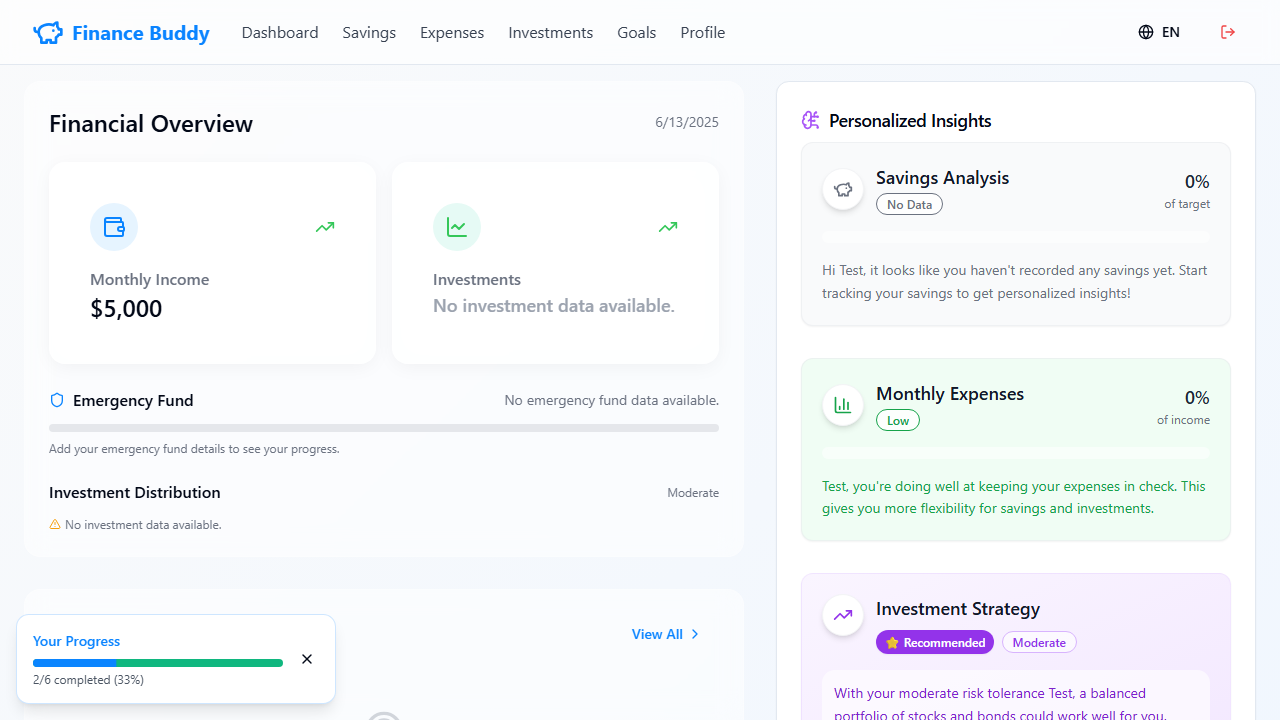 Finance Buddy
Dashboard
Savings
Expenses
Investments
Goals
Profile
EN
Financial Overview
6/13/2025
Monthly Income
$5,000
Investments
No investment data available.
Emergency Fund
No emergency fund data available.
Add your emergency fund details to see your progress.
Investment Distribution
Moderate
No investment data available.
View All
Your Progress
2/6 completed (33%)
Personalized Insights
Savings Analysis
No Data
0%
of target
Hi Test, it looks like you haven't recorded any savings yet. Start
tracking your savings to get personalized insights!
Monthly Expenses
Low
0%
of income
Test, you're doing well at keeping your expenses in check. This
gives you more flexibility for savings and investments.
Investment Strategy
Recommended
Moderate
With your moderate risk tolerance Test, a balanced
portfolio of stocks and bonds could work well for you.